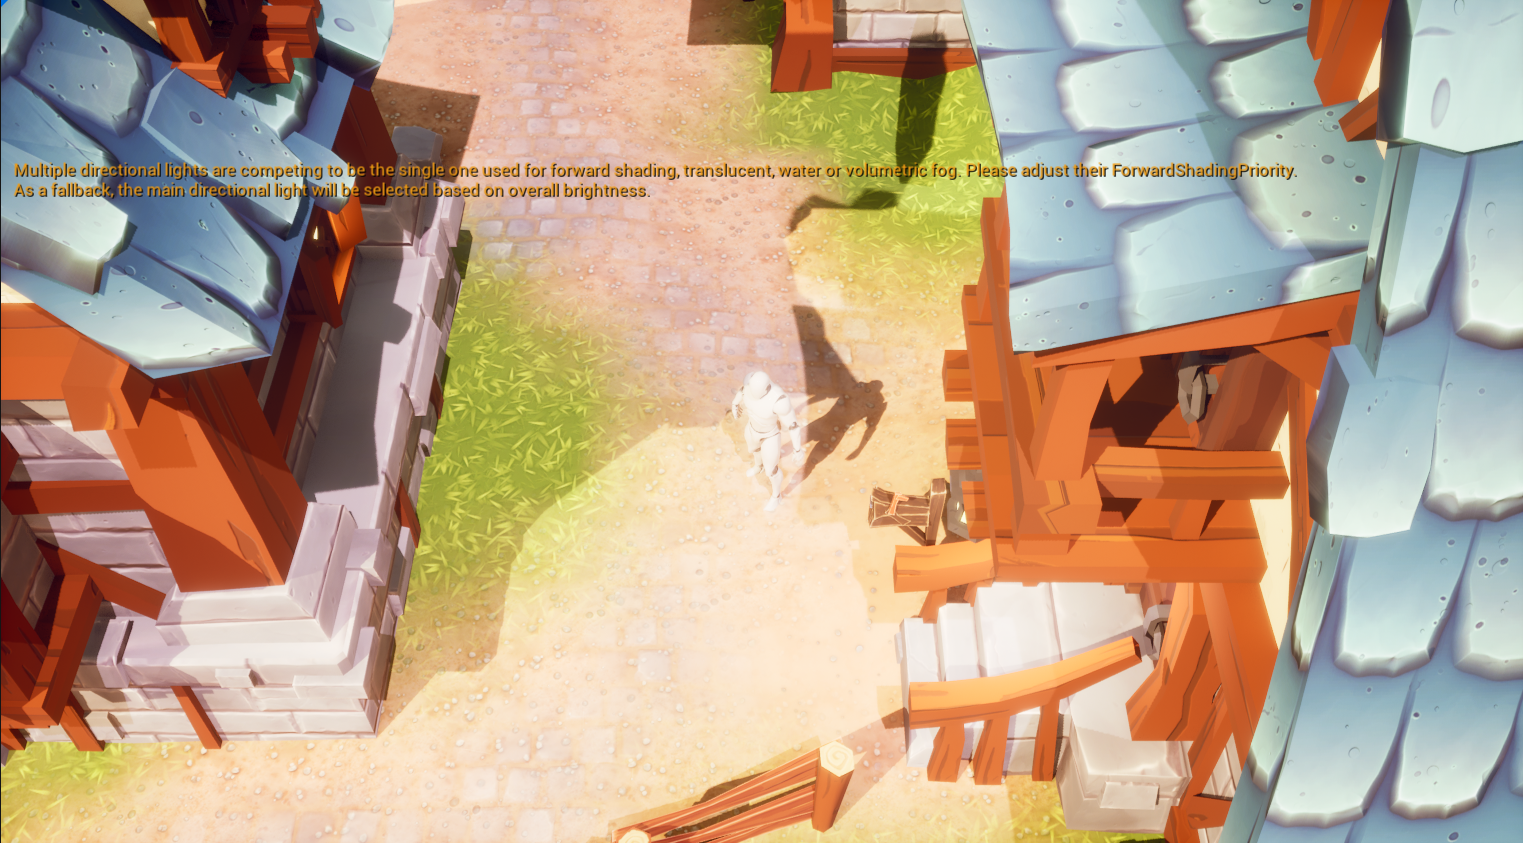 Multiple directional lights are competing to be the single one used for forward shading, translucent, water or volumetric fog. Please adjust their ForwardShadingPriority.
As a fallback, the main directional light will be selected based on overall brightness.